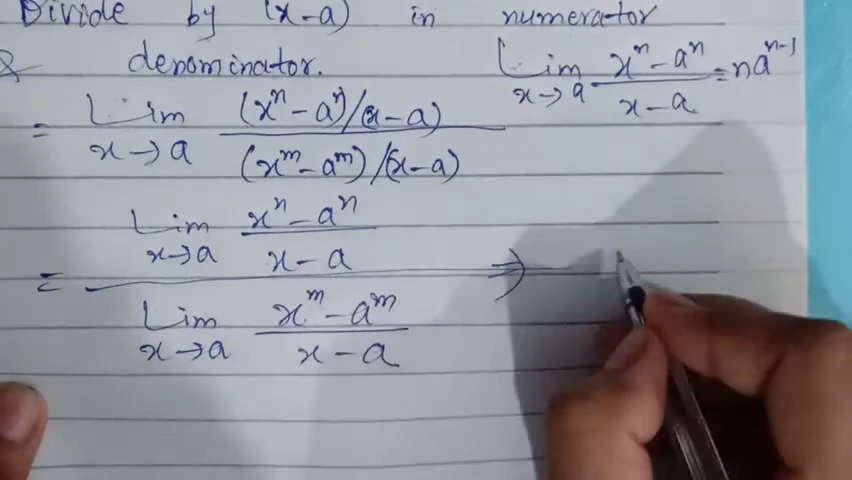 Divide by (x-a) in numerator
& denominator.
Lim x→a (xⁿ - aⁿ)/(x - a) = naⁿ⁻¹
= Lim x→a ((xⁿ - aⁿ)/(x - a)) / ((xᵐ - aᵐ)/(x - a))
= (Lim x→a (xⁿ - aⁿ)/(x - a)) / (Lim x→a (xᵐ - aᵐ)/(x - a)) ⇒